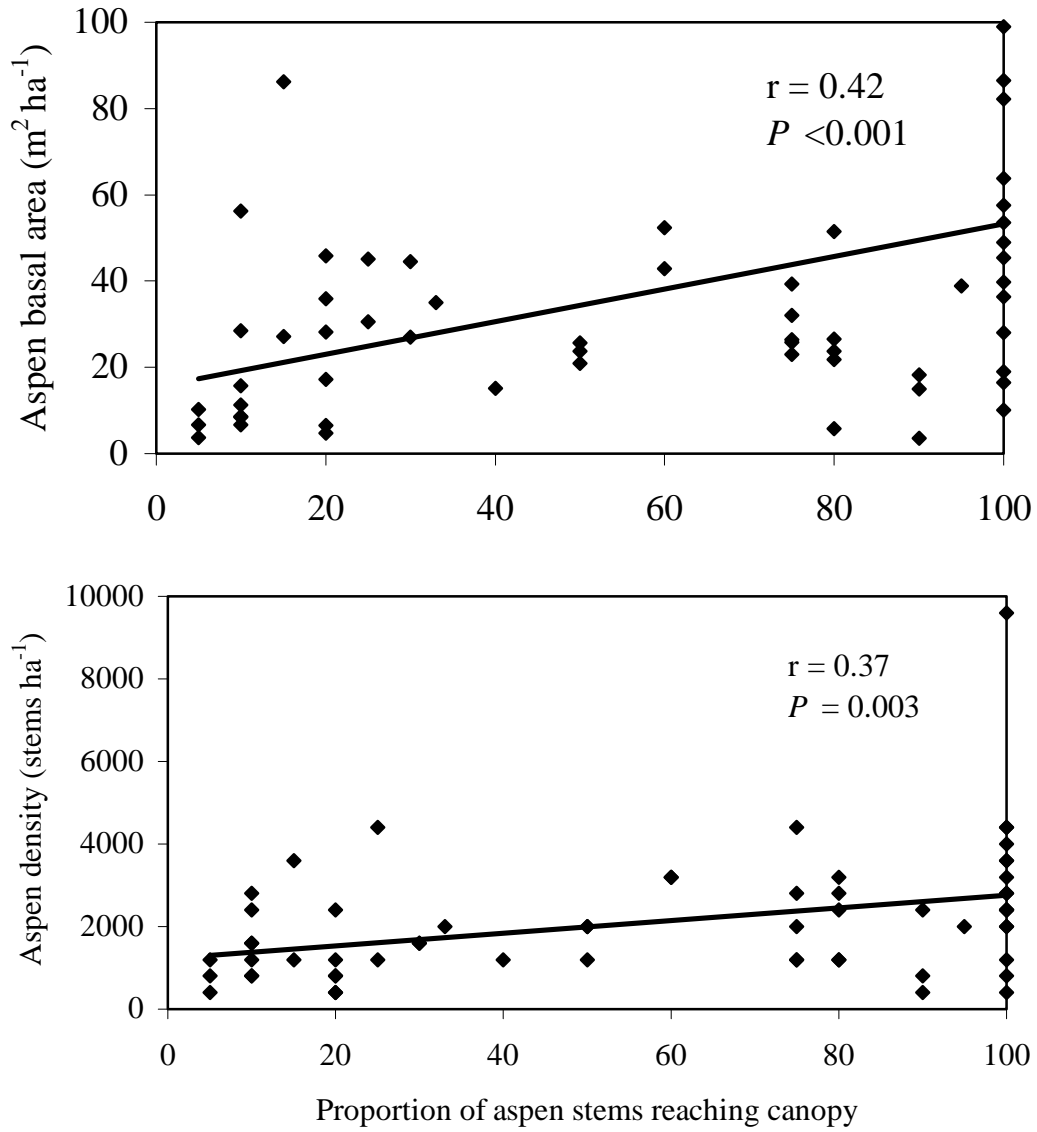 100
80
60
40
20
0
Aspen basal area (m² ha⁻¹)
r = 0.42
P <0.001
0 20 40 60 80 100
10000
8000
6000
4000
2000
0
Aspen density (stems ha⁻¹)
r = 0.37
P = 0.003
0 20 40 60 80 100
Proportion of aspen stems reaching canopy